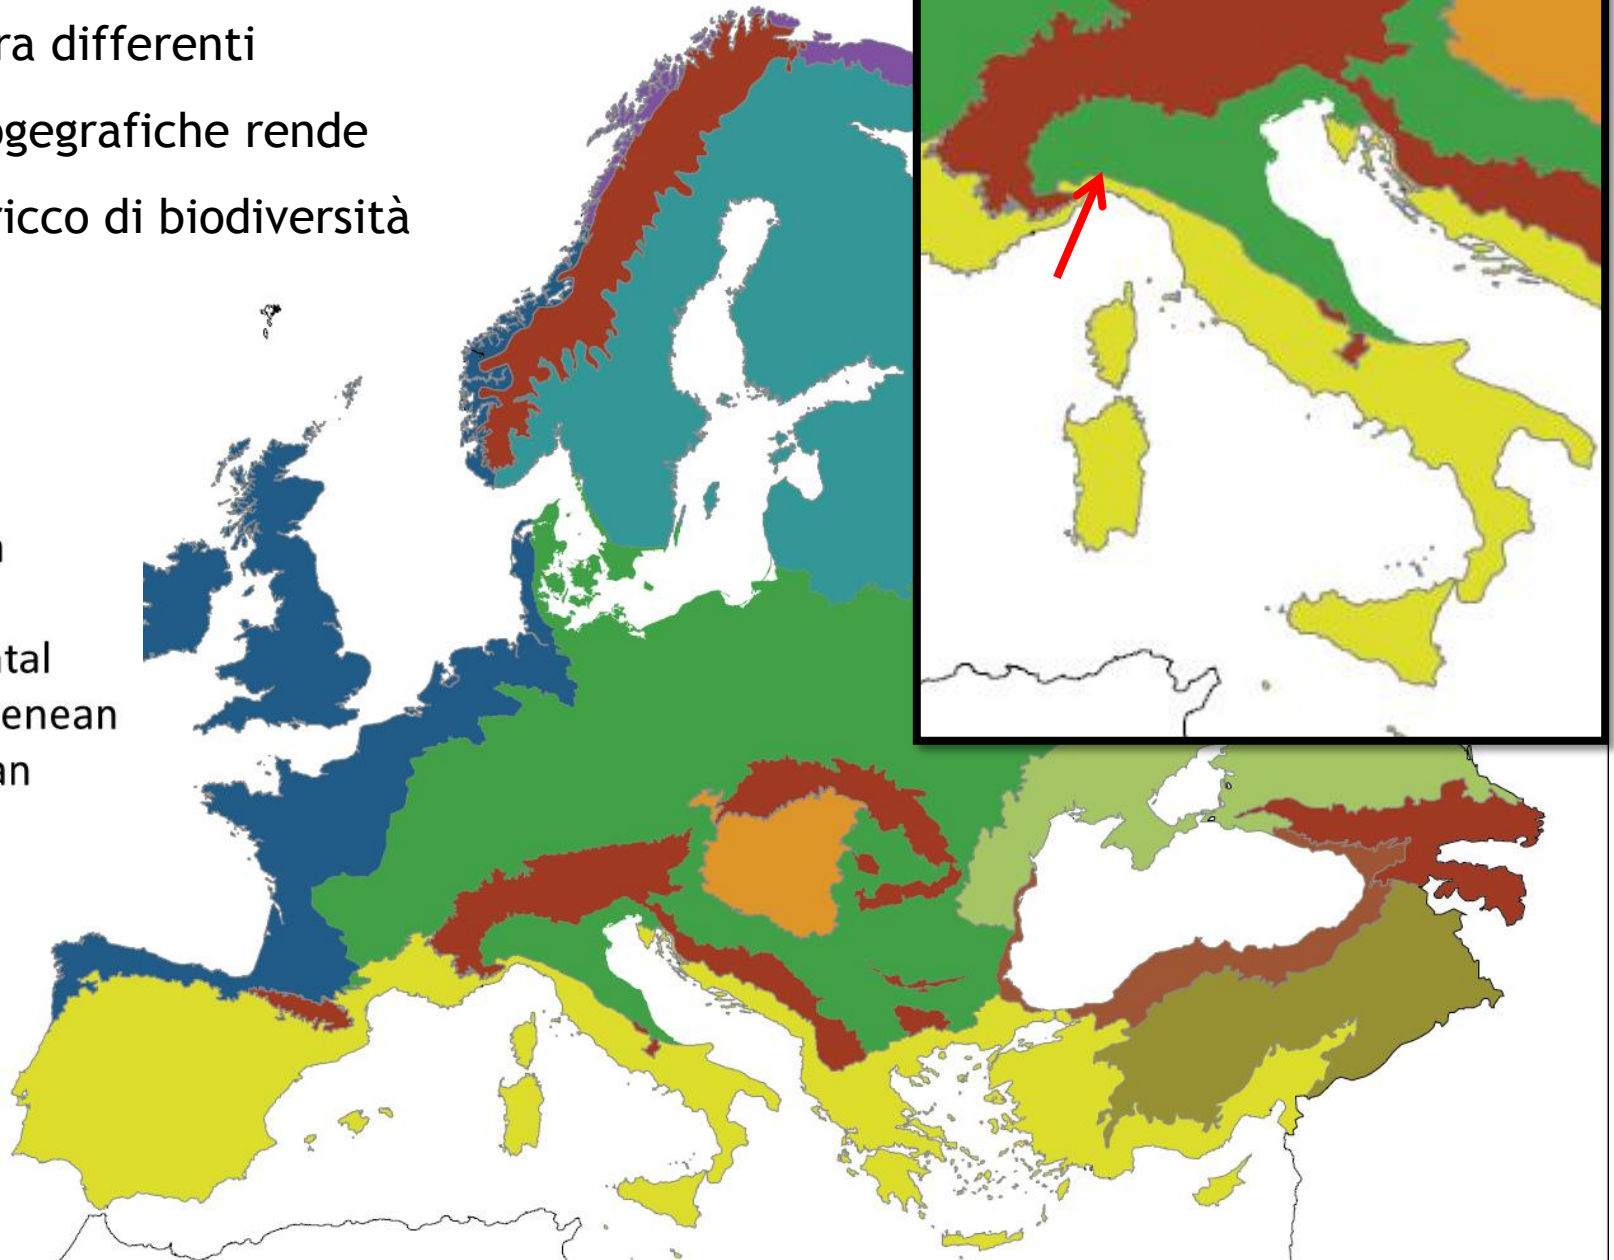 ra differenti
ogegrafiche rende
ricco di biodiversità
n
tal
enean
an